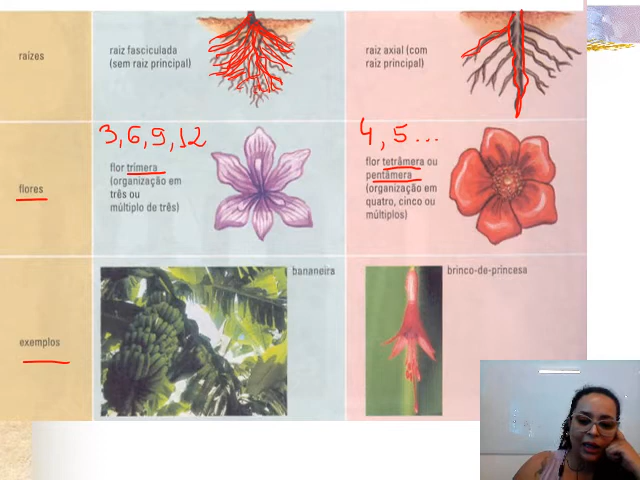 raízes
raiz fasciculada
(sem raiz principal)
raiz axial (com
raiz principal)
3, 6, 9, 12
4, 5 ...
flores
flor trímera
(organização em
três ou
múltiplo de três)
flor tetrâmera ou
pentâmera
(organização em
quatro, cinco ou
múltiplos)
exemplos
bananeira
brinco-de-princesa